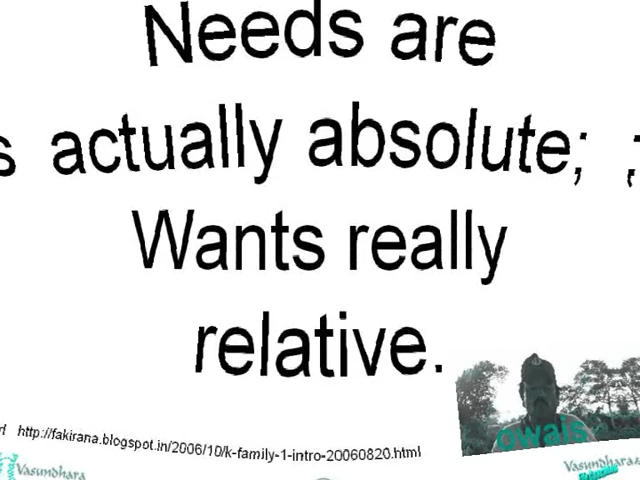 Needs are
s actually absolute; ;
Wants really
relative.
owais
http://fakirana.blogspot.in/2006/10/k-family-1-intro-20060820.html
Vasundhara
Vasundhara